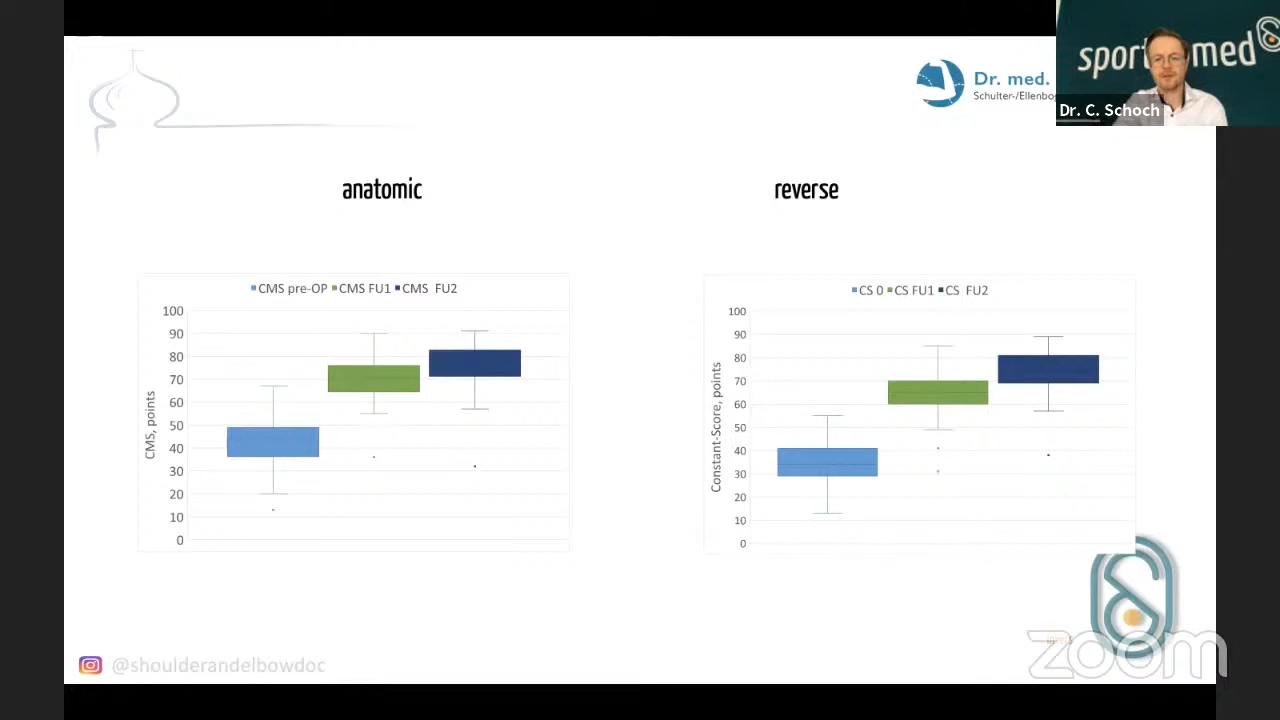 Dr. med.
Schulter-/Ellenbo
sport med
Dr. C. Schoch
anatomic
reverse
CMS pre-OP CMS FU1 CMS FU2
CMS, points
100
90
80
70
60
50
40
30
20
10
0
CS 0 CS FU1 CS FU2
Constant-Score, points
100
90
80
70
60
50
40
30
20
10
0
@shoulderandelbowdoc
zoom